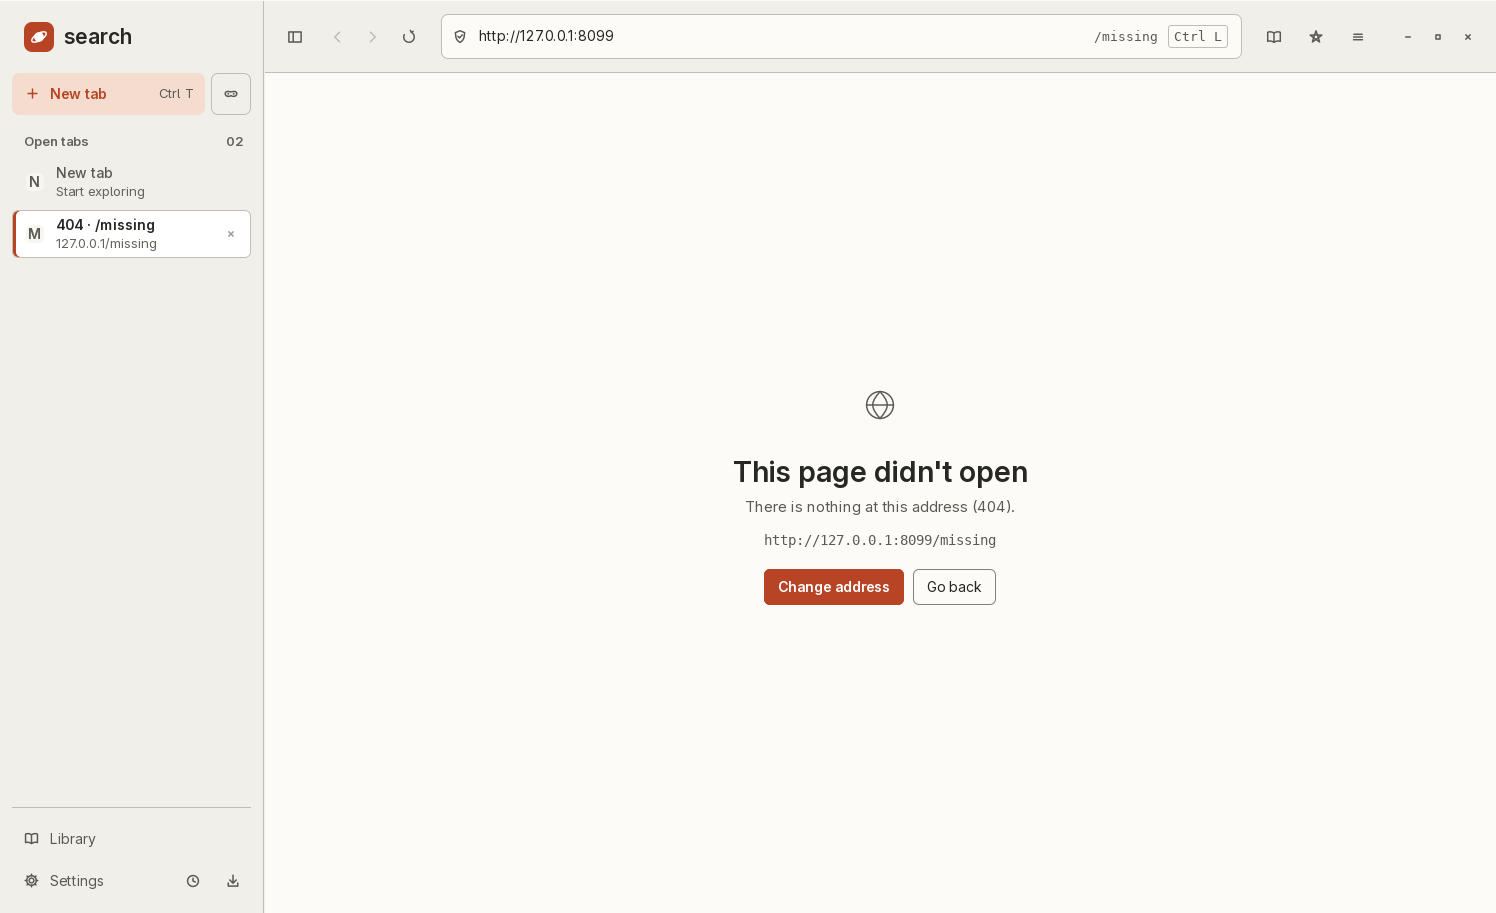 search
New tab Ctrl T
Open tabs 02
N New tab
Start exploring
M 404 · /missing
127.0.0.1/missing
Library
Settings
http://127.0.0.1:8099 /missing Ctrl L
This page didn't open
There is nothing at this address (404).
http://127.0.0.1:8099/missing
Change address Go back